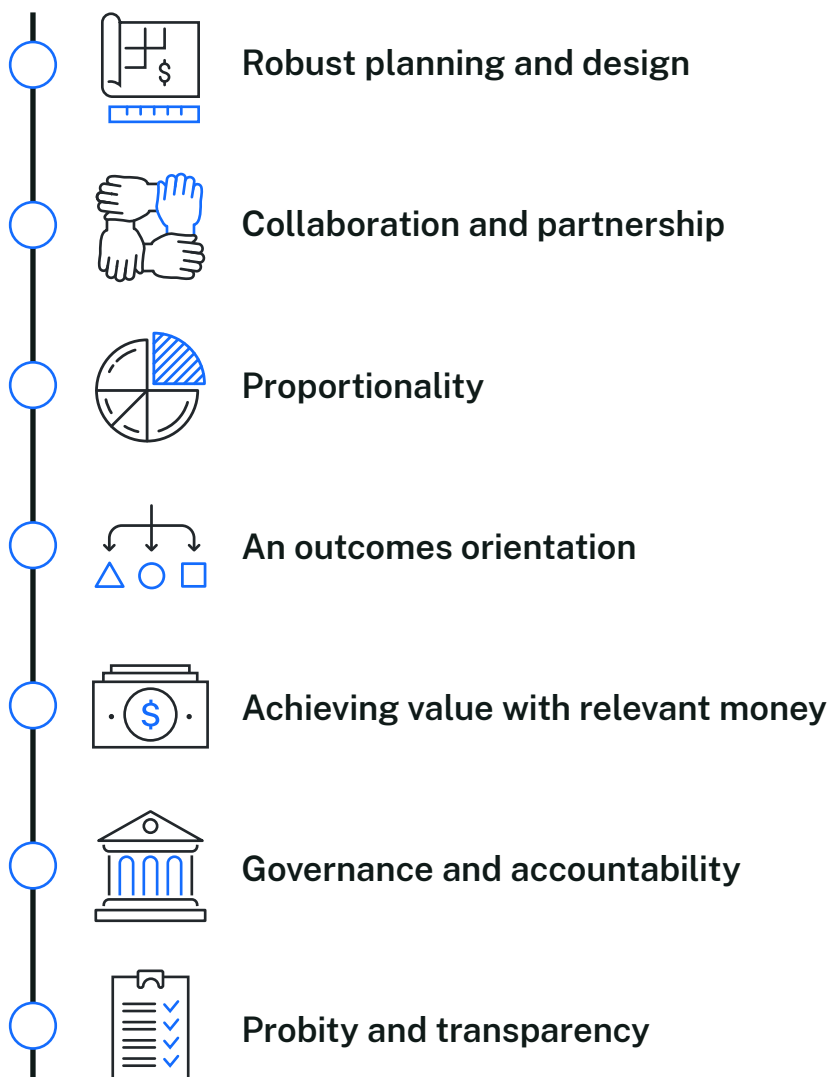 $
Robust planning and design
Collaboration and partnership
Proportionality
An outcomes orientation
$
Achieving value with relevant money
Governance and accountability
Probity and transparency